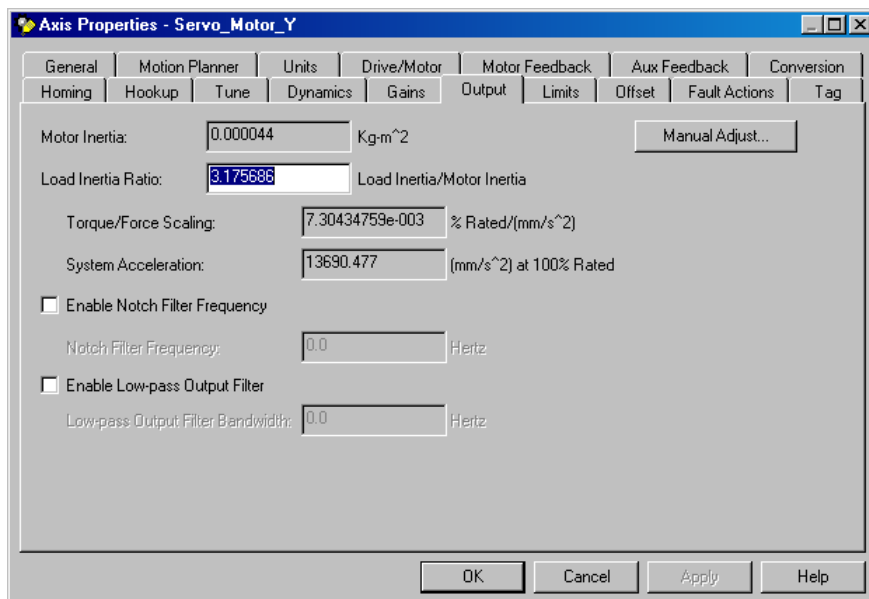 Axis Properties - Servo_Motor_Y
General Motion Planner Units Drive/Motor Motor Feedback Aux Feedback Conversion
Homing Hookup Tune Dynamics Gains Output Limits Offset Fault Actions Tag
Motor Inertia: 0.000044 Kg-m^2 Manual Adjust...
Load Inertia Ratio: 3.175686 Load Inertia/Motor Inertia
Torque/Force Scaling: 7.30434759e-003 % Rated/(mm/s^2)
System Acceleration: 13690.477 (mm/s^2) at 100% Rated
Enable Notch Filter Frequency
Notch Filter Frequency: 0.0 Hertz
Enable Low-pass Output Filter
Low-pass Output Filter Bandwidth: 0.0 Hertz
OK Cancel Apply Help